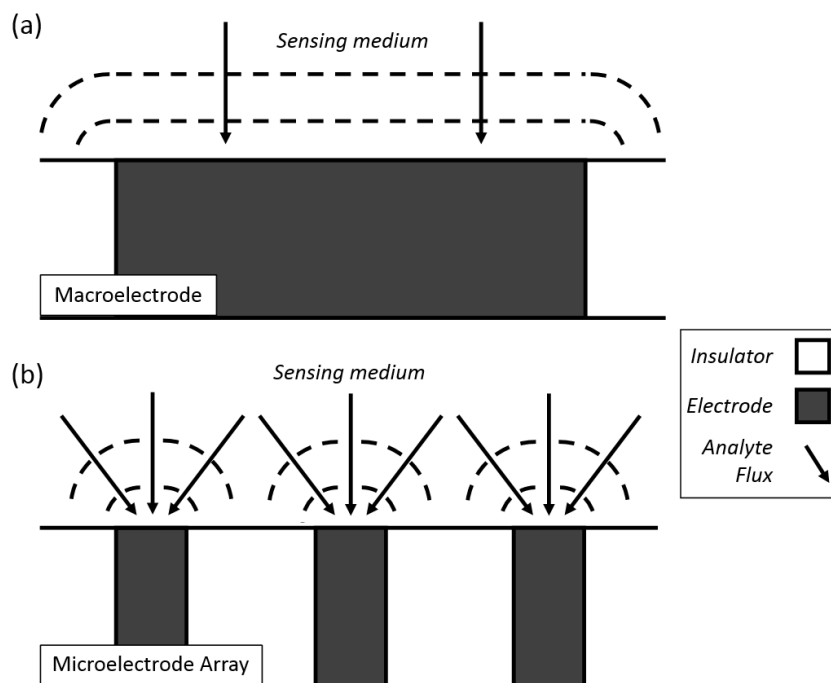 (a)
Sensing medium
Macroelectrode
(b)
Sensing medium
Microelectrode Array
Insulator
Electrode
Analyte
Flux